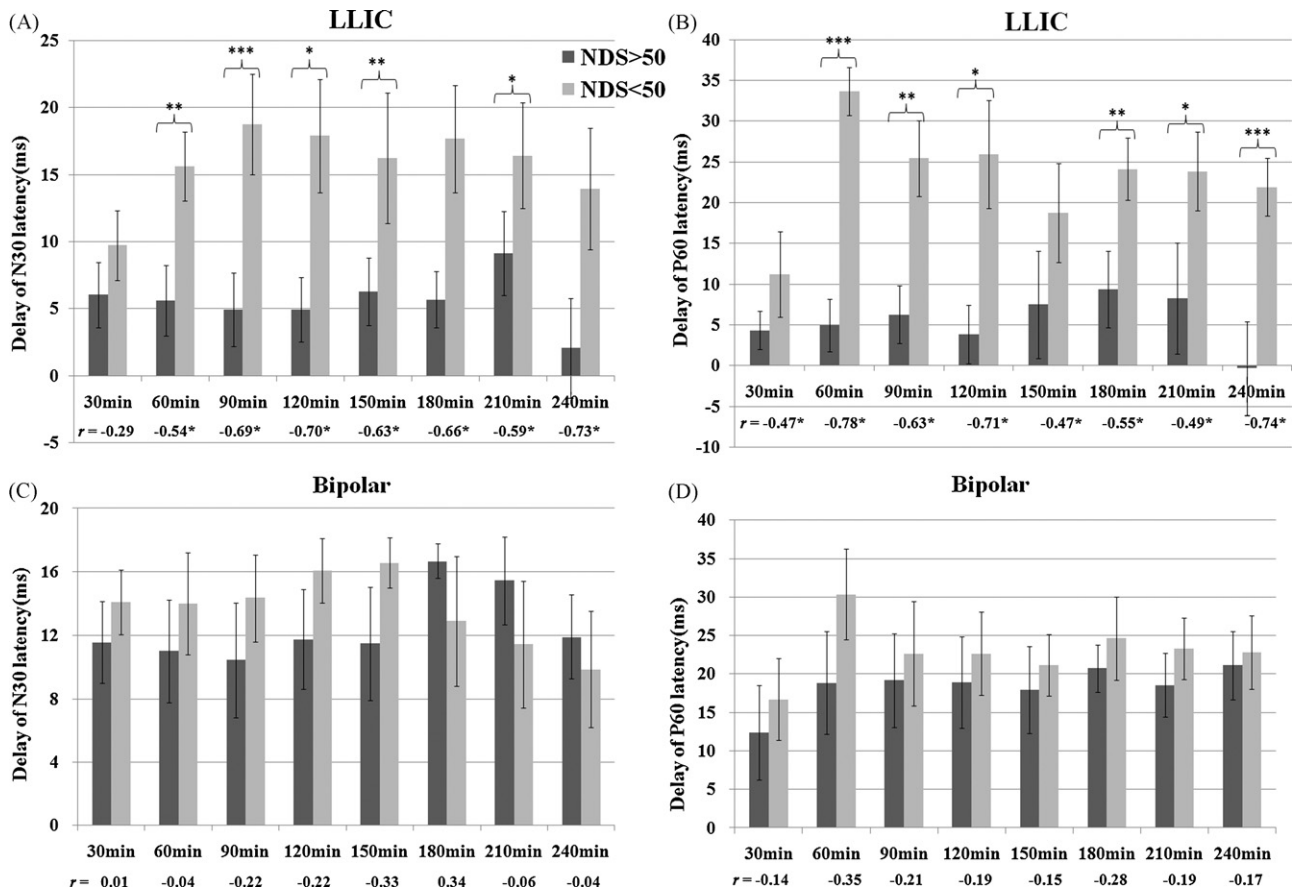 (A)
LLIC
25
20
15
10
5
0
-5
Delay of N30 latency(ms)
NDS>50
NDS<50
** *** * ** *
30min 60min 90min 120min 150min 180min 210min 240min
r = -0.29 -0.54* -0.69* -0.70* -0.63* -0.66* -0.59* -0.73*
(B)
LLIC
40
35
30
25
20
15
10
5
0
-5
-10
Delay of P60 latency(ms)
*** ** * ** * ***
30min 60min 90min 120min 150min 180min 210min 240min
r = -0.47* -0.78* -0.63* -0.71* -0.47* -0.55* -0.49* -0.74*
(C)
Bipolar
20
16
12
8
4
0
Delay of N30 latency(ms)
30min 60min 90min 120min 150min 180min 210min 240min
r = 0.01 -0.04 -0.22 -0.22 -0.33 0.34 -0.06 -0.04
(D)
Bipolar
40
35
30
25
20
15
10
5
0
Delay of P60 latency(ms)
30min 60min 90min 120min 150min 180min 210min 240min
r = -0.14 -0.35 -0.21 -0.19 -0.15 -0.28 -0.19 -0.17